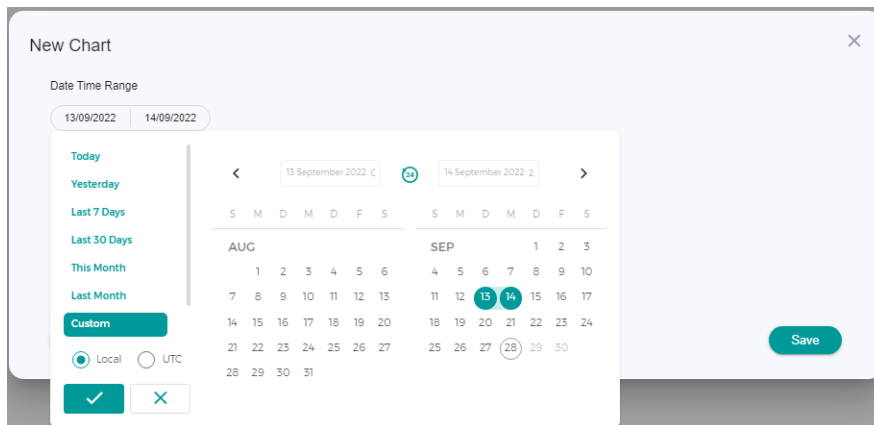 New Chart
Date Time Range
13/09/2022 14/09/2022
Today
Yesterday
Last 7 Days
Last 30 Days
This Month
Last Month
Custom
Local UTC
13 September 2022 24 14 September 2022 2
S M D M D F S
AUG
1 2 3 4 5 6
7 8 9 10 11 12 13
14 15 16 17 18 19 20
21 22 23 24 25 26 27
28 29 30 31
S M D M D F S
SEP 1 2 3
4 5 6 7 8 9 10
11 12 13 14 15 16 17
18 19 20 21 22 23 24
25 26 27 28 29 30
Save